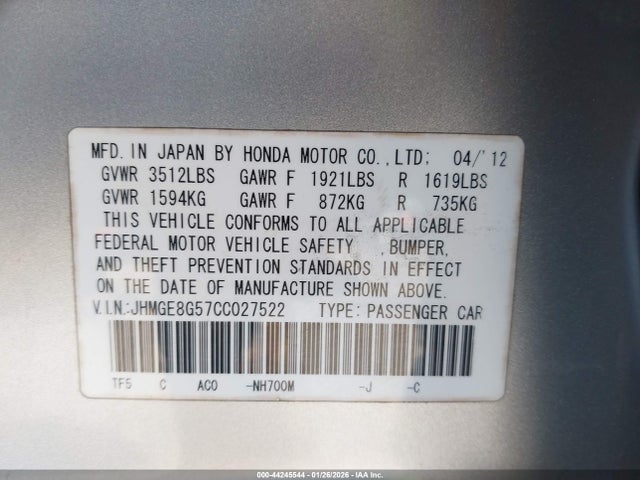 MFD. IN JAPAN BY HONDA MOTOR CO.,LTD; 04/'12
GVWR 3512LBS GAWR F 1921LBS R 1619LBS
GVWR 1594KG GAWR F 872KG R 735KG
THIS VEHICLE CONFORMS TO ALL APPLICABLE
FEDERAL MOTOR VEHICLE SAFETY ,BUMPER,
AND THEFT PREVENTION STANDARDS IN EFFECT
ON THE DATE OF MANUFACTURE SHOWN ABOVE.
V.I.N:JHMGE8G57CC027522 TYPE: PASSENGER CAR
TF5 C ACO -NH700M -J -C
000-44245544 | 01/26/2026 - IAA Inc.